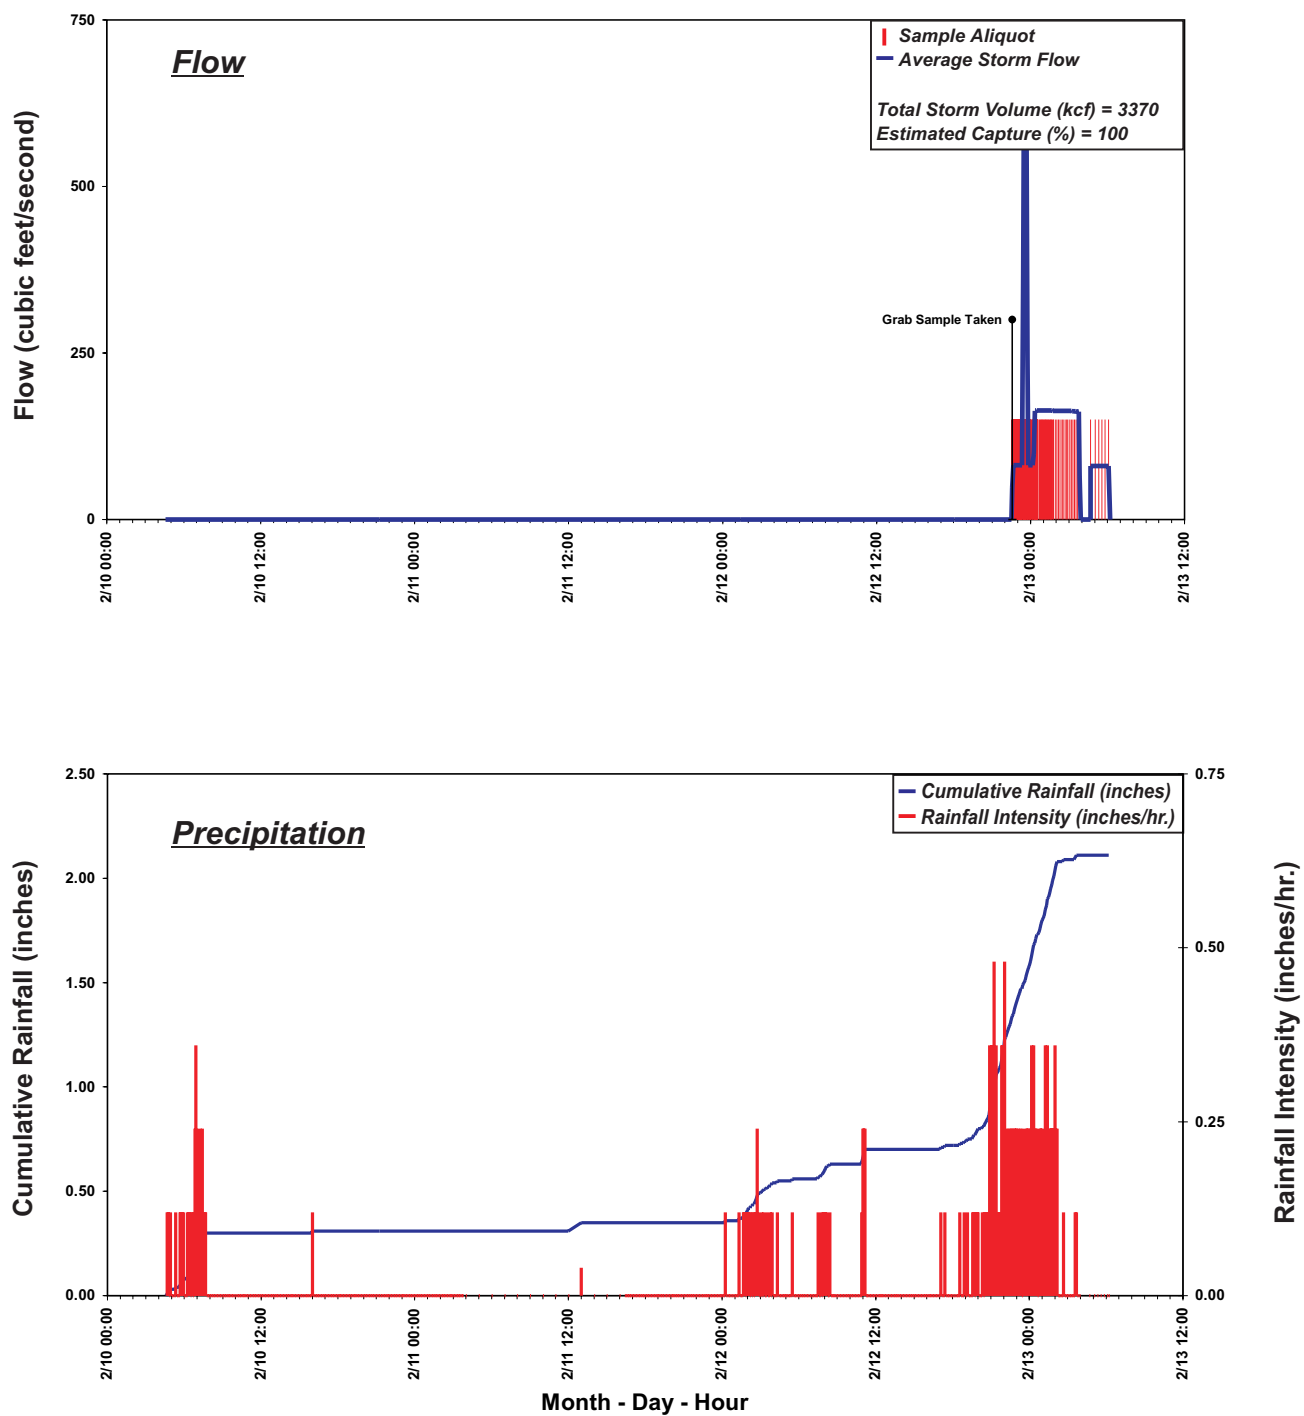 Flow
Sample Aliquot
Average Storm Flow
Total Storm Volume (kcf) = 3370
Estimated Capture (%) = 100
Flow (cubic feet/second)
750
500
250
0
Grab Sample Taken
2/10 00:00
2/10 12:00
2/11 00:00
2/11 12:00
2/12 00:00
2/12 12:00
2/13 00:00
2/13 12:00
Precipitation
Cumulative Rainfall (inches)
Rainfall Intensity (inches/hr.)
Cumulative Rainfall (inches)
2.50
2.00
1.50
1.00
0.50
0.00
0.75
0.50
0.25
0.00
Rainfall Intensity (inches/hr.)
2/10 00:00
2/10 12:00
2/11 00:00
2/11 12:00
2/12 00:00
2/12 12:00
2/13 00:00
2/13 12:00
Month - Day - Hour